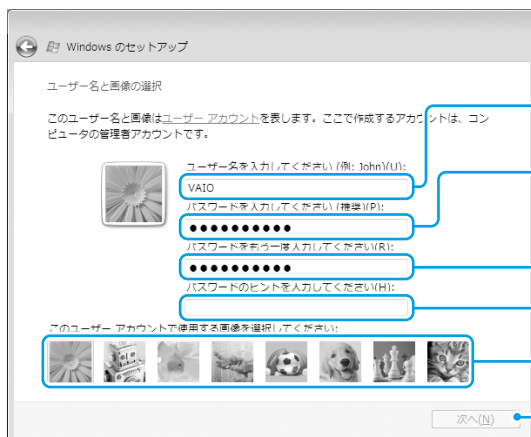 Windows のセットアップ
ユーザー名と画像の選択
このユーザー名と画像はユーザー アカウントを表します。ここで作成するアカウントは、コン
ピュータの管理者アカウントです。
ユーザー名を入力してください (例: John)(U):
VAIO
パスワードを入力してください (推奨)(P):
●●●●●●●●●●
パスワードをもう一度入力してください(R):
●●●●●●●●●●
パスワードのヒントを入力してください(H):
このユーザー アカウントで使用する画像を選択してください:
次へ(N)